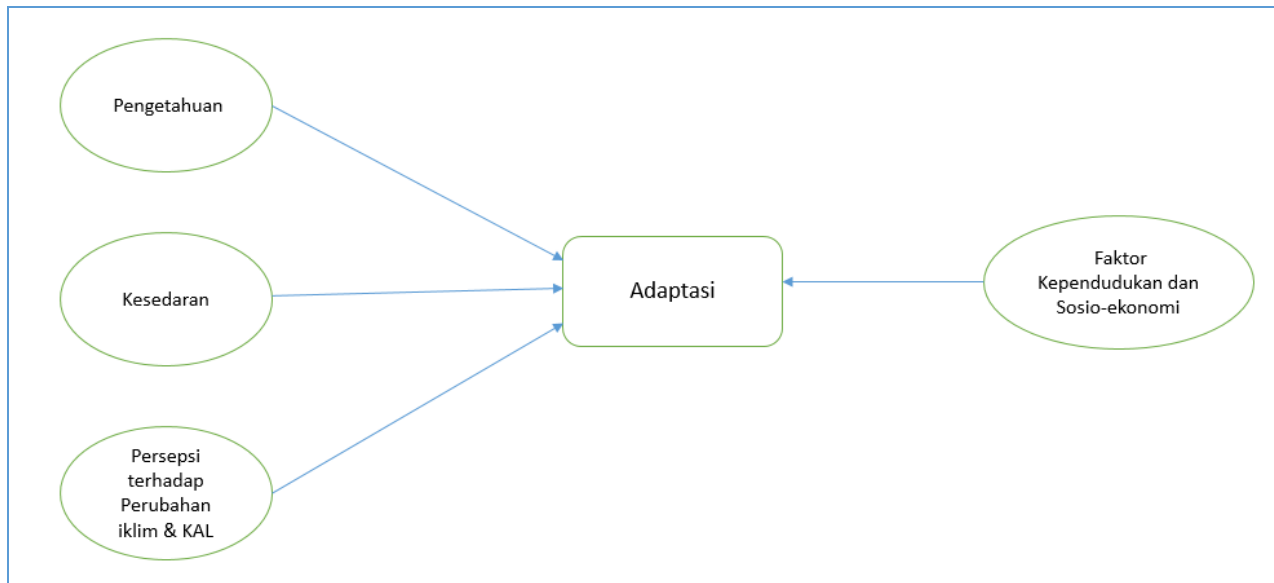 Pengetahuan
Kesedaran
Persepsi
terhadap
Perubahan
iklim & KAL
Adaptasi
Faktor
Kependudukan dan
Sosio-ekonomi